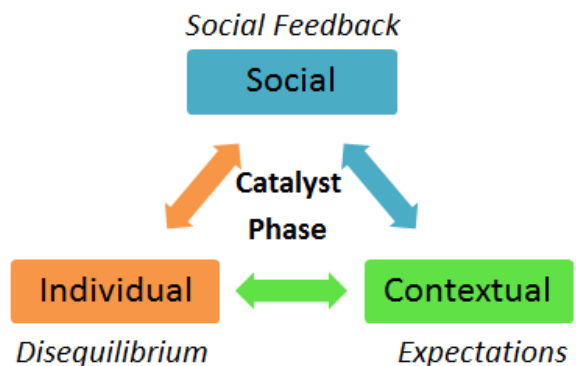 Social Feedback
Social
Catalyst
Phase
Individual
Contextual
Disequilibrium
Expectations